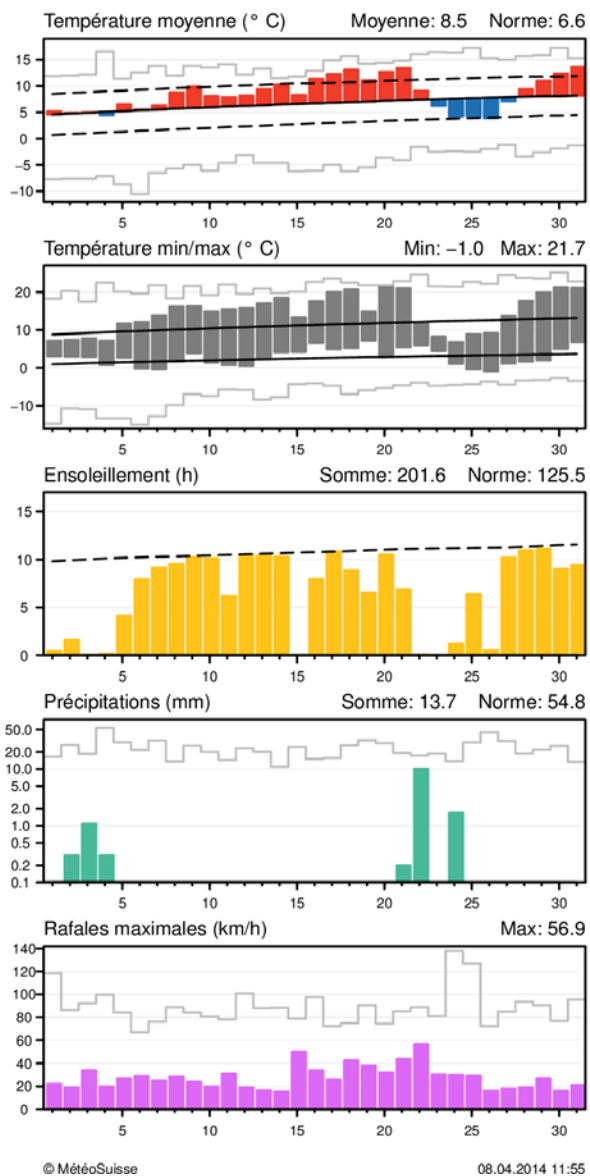 Température moyenne (° C) Moyenne: 8.5 Norme: 6.6
15
10
5
0
−5
−10
5 10 15 20 25 30
Température min/max (° C) Min: −1.0 Max: 21.7
20
10
0
−10
5 10 15 20 25 30
Ensoleillement (h) Somme: 201.6 Norme: 125.5
15
10
5
0
5 10 15 20 25 30
Précipitations (mm) Somme: 13.7 Norme: 54.8
50.0
20.0
10.0
5.0
2.0
1.0
0.5
0.2
0.1
5 10 15 20 25 30
Rafales maximales (km/h) Max: 56.9
140
120
100
80
60
40
20
0
5 10 15 20 25 30
© MétéoSuisse 08.04.2014 11:55